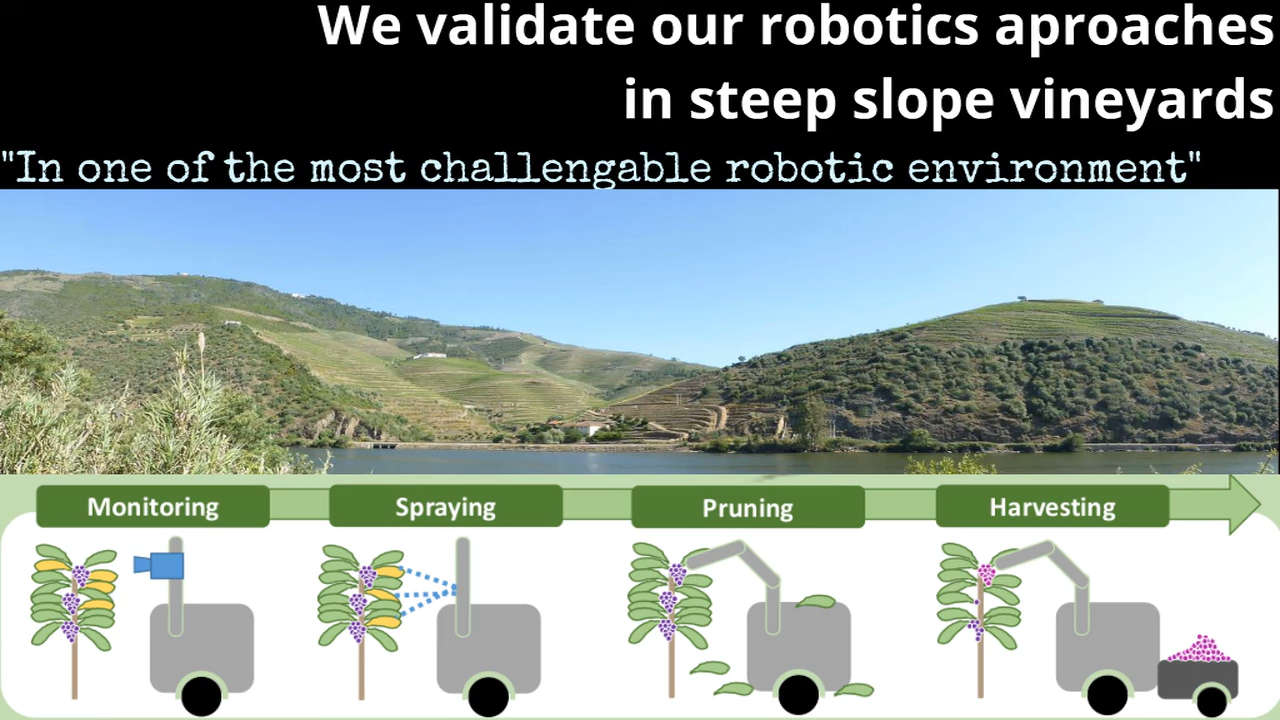 We validate our robotics aproaches
in steep slope vineyards
"In one of the most challengable robotic environment"
Monitoring
Spraying
Pruning
Harvesting